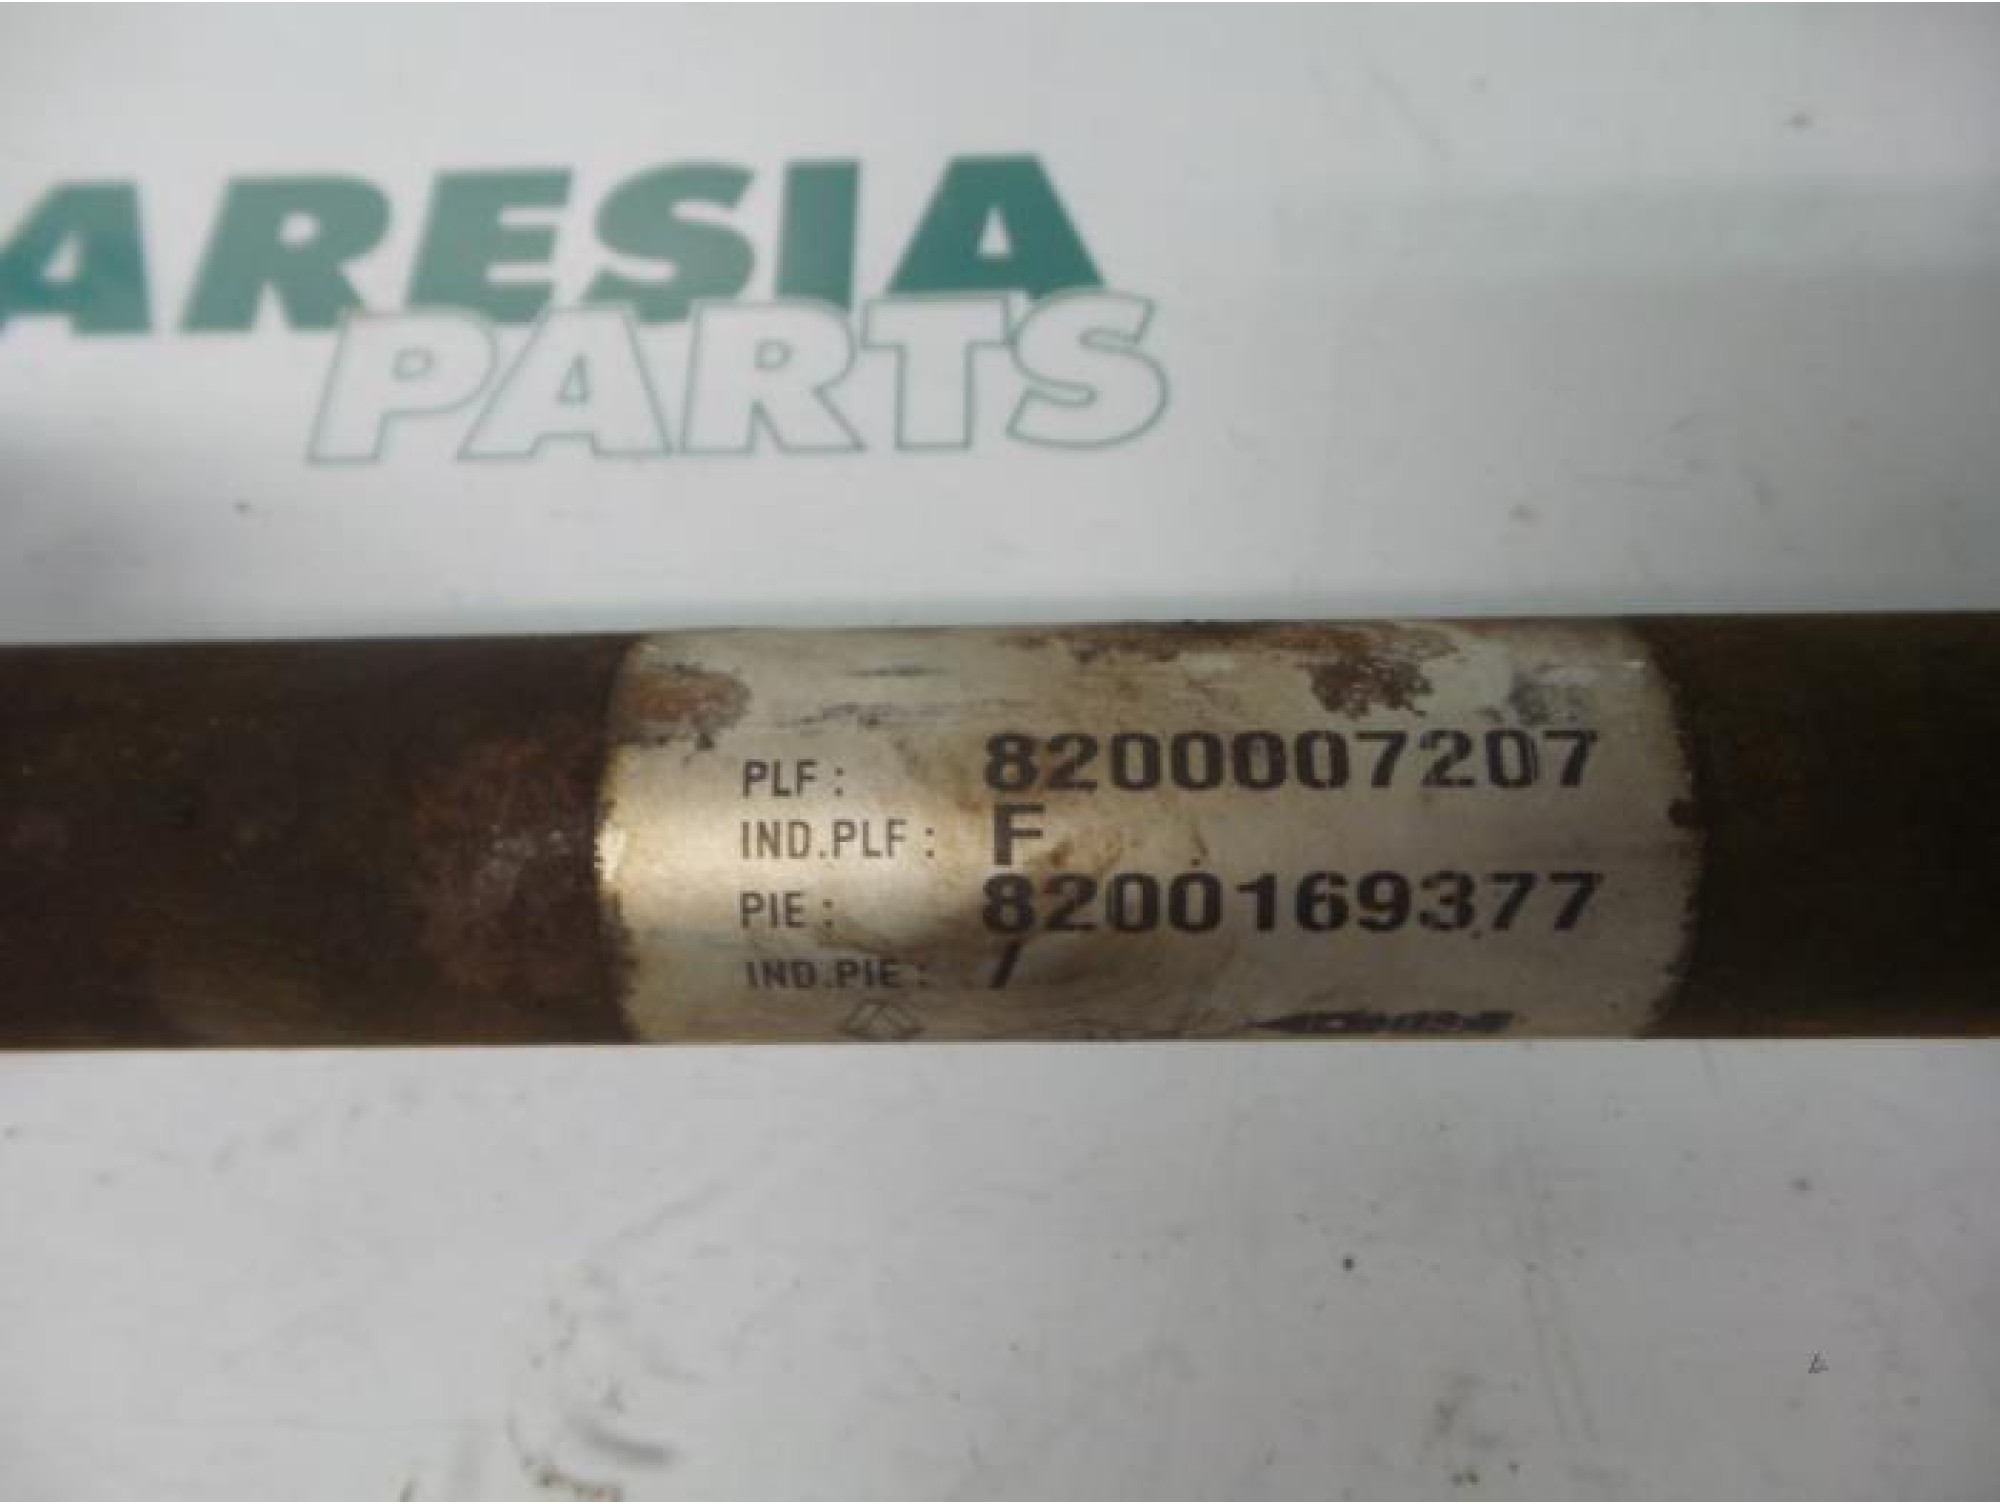 ARESIA
PARTS
PLF : 8200007207
IND.PLF : F
PIE : 8200169377
IND.PIE : /